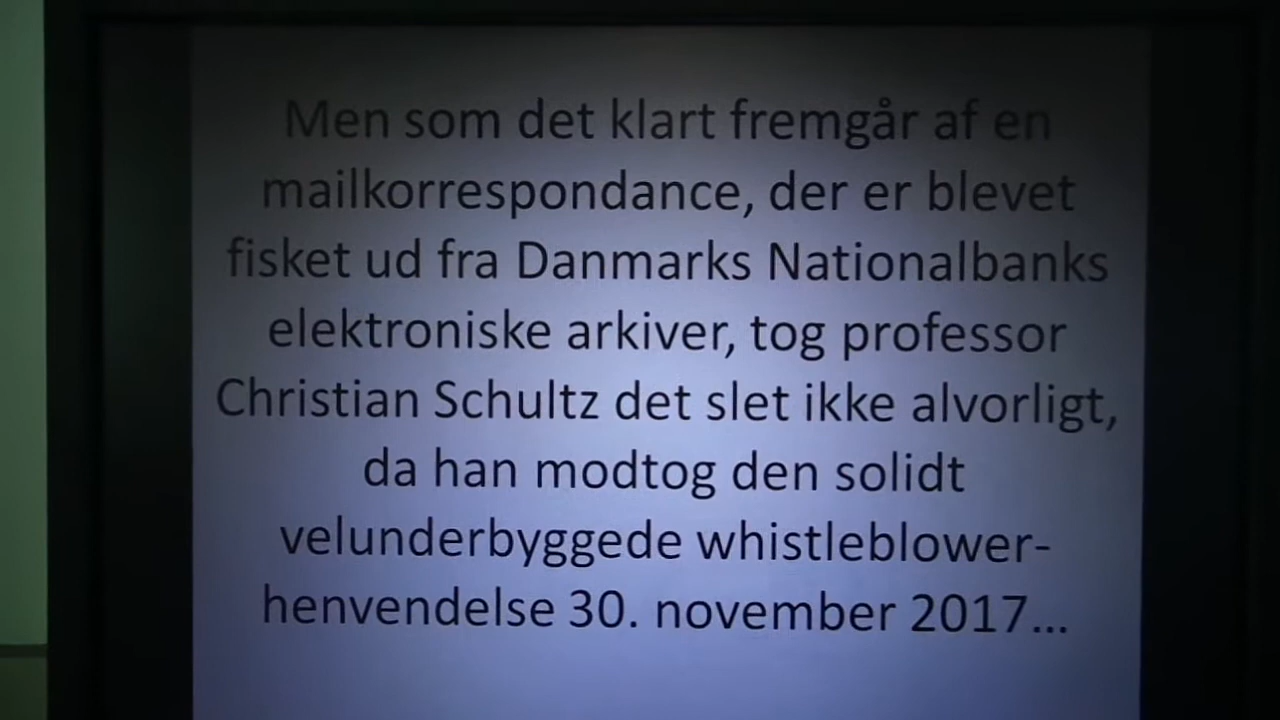 Men som det klart fremgår af en
mailkorrespondance, der er blevet
fisket ud fra Danmarks Nationalbanks
elektroniske arkiver, tog professor
Christian Schultz det slet ikke alvorligt,
da han modtog den solidt
velunderbyggede whistleblower-
henvendelse 30. november 2017...